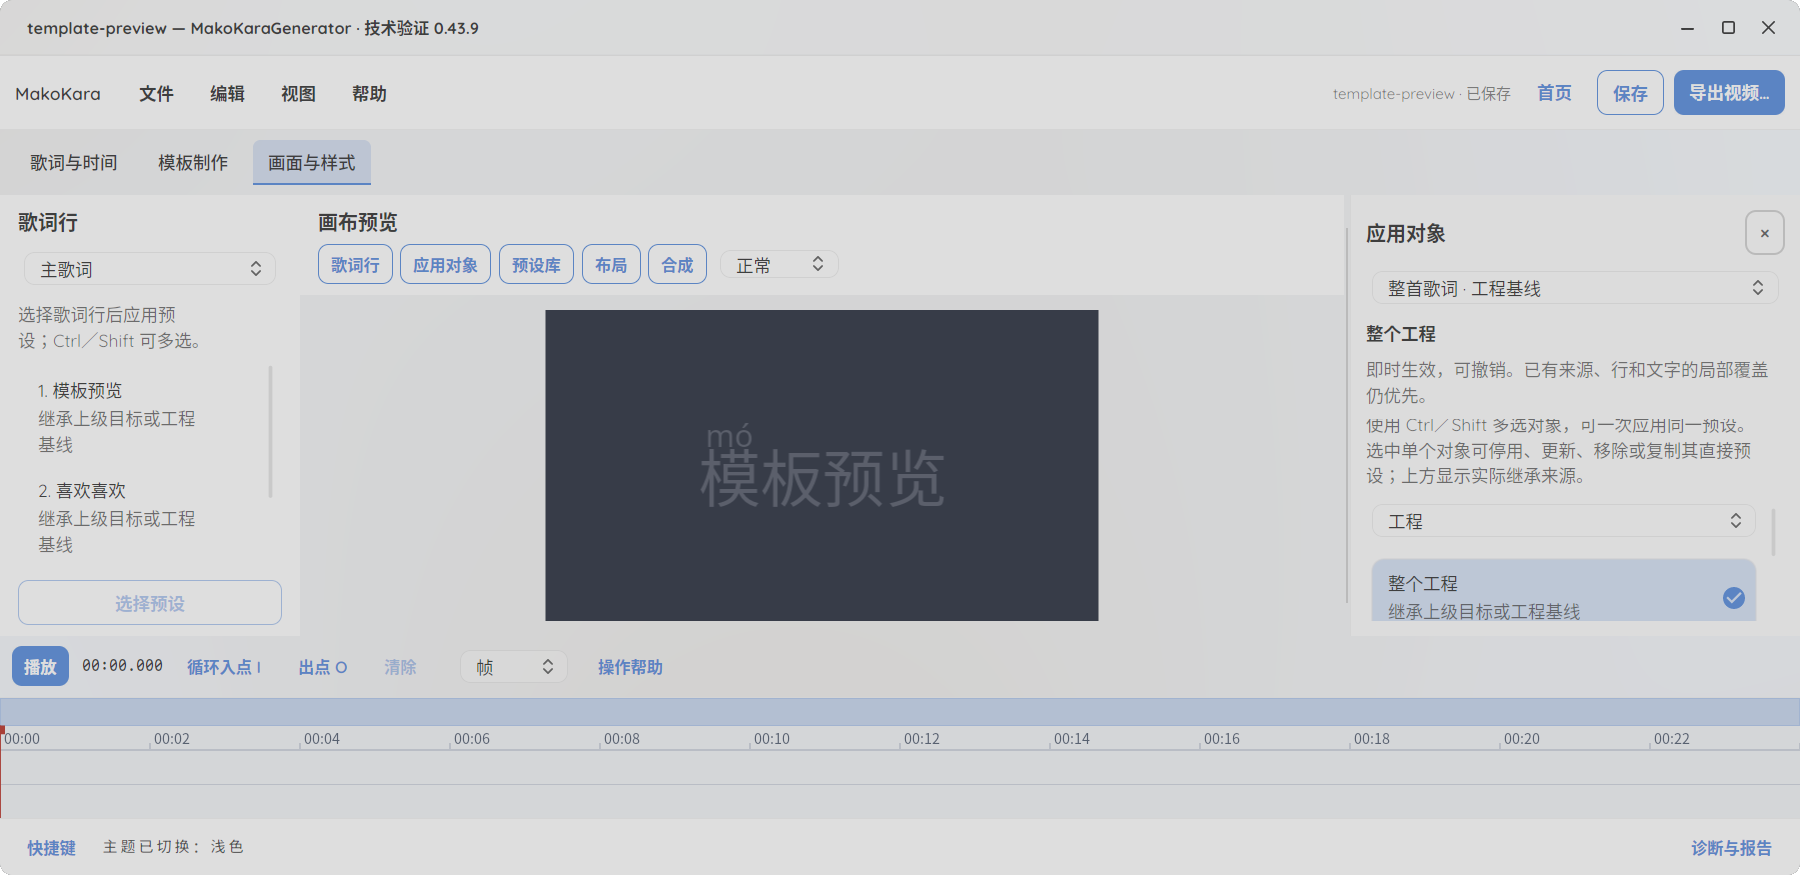 template-preview — MakoKaraGenerator · 技术验证 0.43.9
MakoKara 文件 编辑 视图 帮助 template-preview · 已保存 首页 保存 导出视频...
歌词与时间 模板制作 画面与样式
歌词行
主歌词
选择歌词行后应用预
设；Ctrl／Shift 可多选。
1. 模板预览
继承上级目标或工程
基线
2. 喜欢喜欢
继承上级目标或工程
基线
选择预设
画布预览
歌词行 应用对象 预设库 布局 合成 正常
mó
模板预览
应用对象 ×
整首歌词 · 工程基线
整个工程
即时生效，可撤销。已有来源、行和文字的局部覆盖
仍优先。
使用 Ctrl／Shift 多选对象，可一次应用同一预设。
选中单个对象可停用、更新、移除或复制其直接预
设；上方显示实际继承来源。
工程
整个工程
继承上级目标或工程基线
播放 00:00.000 循环入点 I 出点 O 清除 帧 操作帮助
00:00 00:02 00:04 00:06 00:08 00:10 00:12 00:14 00:16 00:18 00:20 00:22
快捷键 主题已切换：浅色 诊断与报告